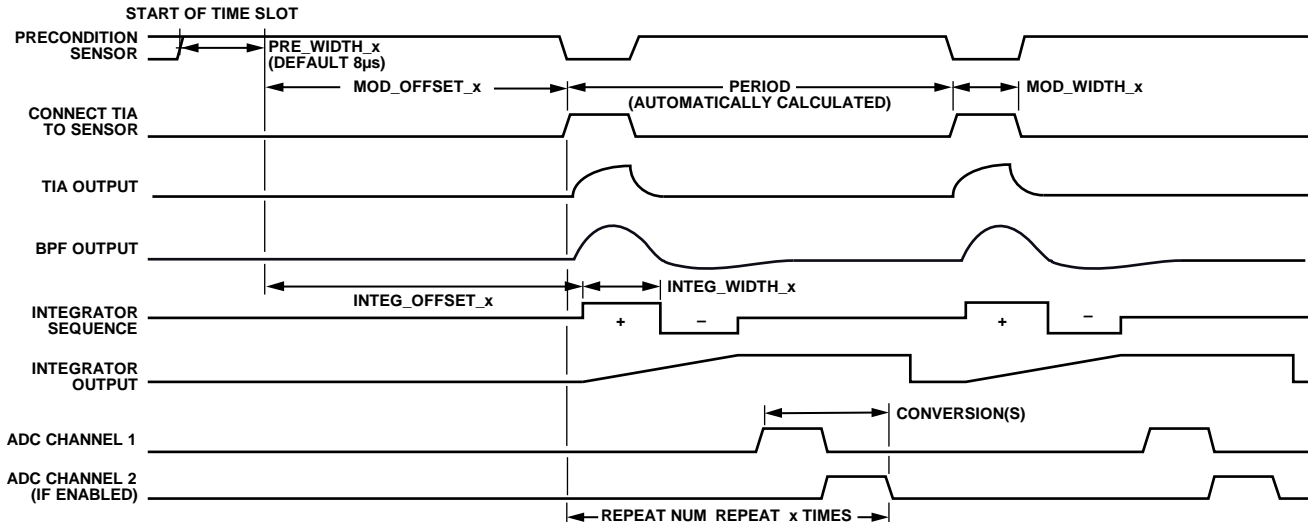 START OF TIME SLOT
PRECONDITION
SENSOR
PRE_WIDTH_x
(DEFAULT 8µs)
MOD_OFFSET_x
PERIOD
(AUTOMATICALLY CALCULATED)
MOD_WIDTH_x
CONNECT TIA
TO SENSOR
TIA OUTPUT
BPF OUTPUT
INTEG_OFFSET_x
INTEG_WIDTH_x
INTEGRATOR
SEQUENCE
+
–
+
–
INTEGRATOR
OUTPUT
CONVERSION(S)
ADC CHANNEL 1
ADC CHANNEL 2
(IF ENABLED)
REPEAT NUM_REPEAT_x TIMES